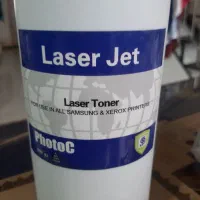 Laser Jet
Laser Toner
FOR USE IN ALL SAMSUNG & XEROX PRINTERS
PhotoC